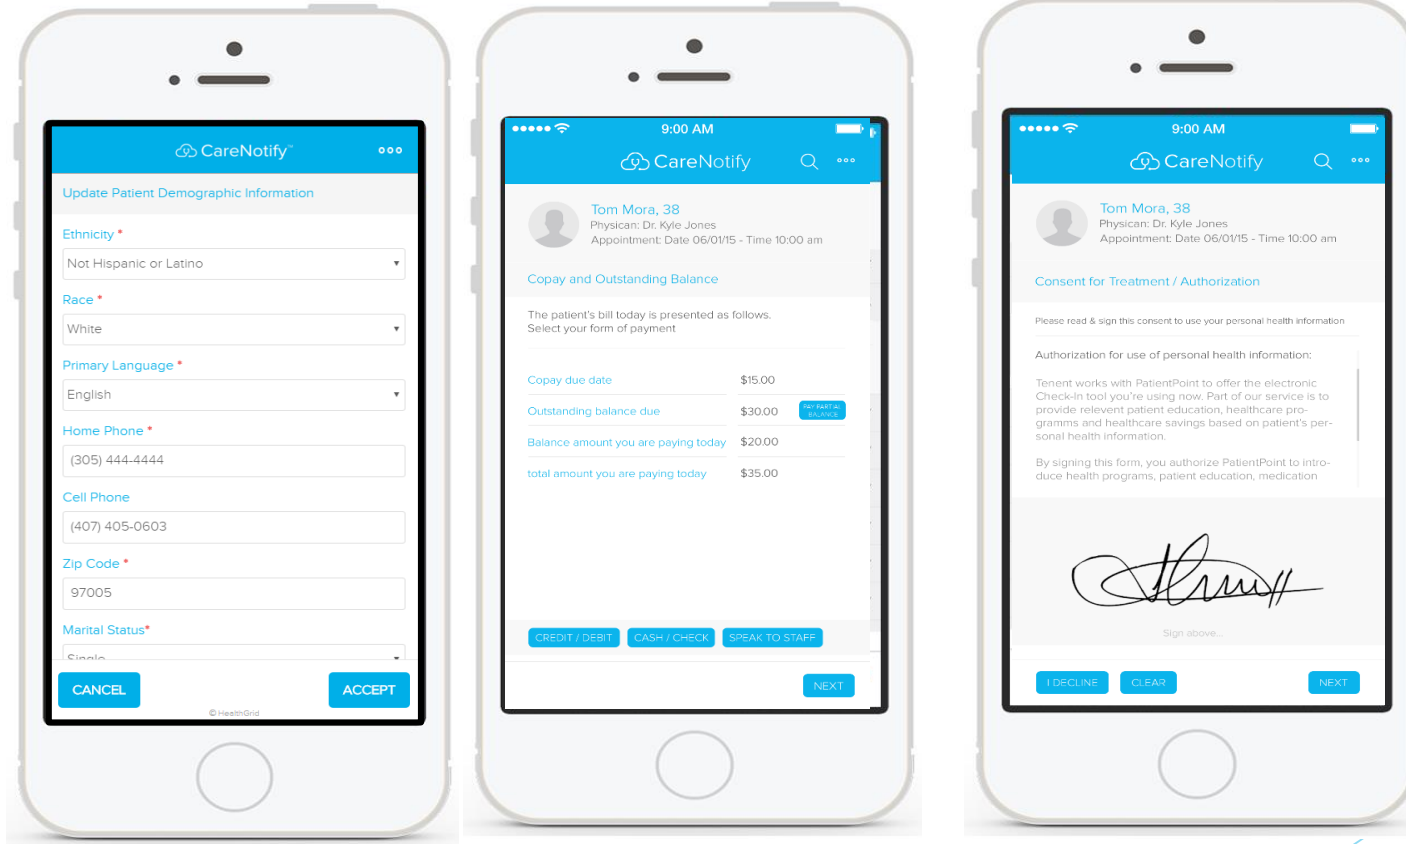 CareNotify™
Update Patient Demographic Information
Ethnicity *
Not Hispanic or Latino
Race *
White
Primary Language *
English
Home Phone *
(305) 444-4444
Cell Phone
(407) 405-0603
Zip Code *
97005
Marital Status*
Single
CANCEL
ACCEPT
© HealthGrid
9:00 AM
CareNotify
Tom Mora, 38
Physican: Dr. Kyle Jones
Appointment: Date 06/01/15 - Time 10:00 am
Copay and Outstanding Balance
The patient's bill today is presented as follows.
Select your form of payment
Copay due date $15.00
Outstanding balance due $30.00 PAY PARTIAL
BALANCE
Balance amount you are paying today $20.00
total amount you are paying today $35.00
CREDIT / DEBIT CASH / CHECK SPEAK TO STAFF
NEXT
9:00 AM
CareNotify
Tom Mora, 38
Physican: Dr. Kyle Jones
Appointment: Date 06/01/15 - Time 10:00 am
Consent for Treatment / Authorization
Please read & sign this consent to use your personal health information
Authorization for use of personal health information:
Tenent works with PatientPoint to offer the electronic
Check-In tool you're using now. Part of our service is to
provide relevent patient education, healthcare pro-
gramms and healthcare savings based on patient's per-
sonal health information.
By signing this form, you authorize PatientPoint to intro-
duce health programs, patient education, medication
Sign above...
I DECLINE CLEAR NEXT